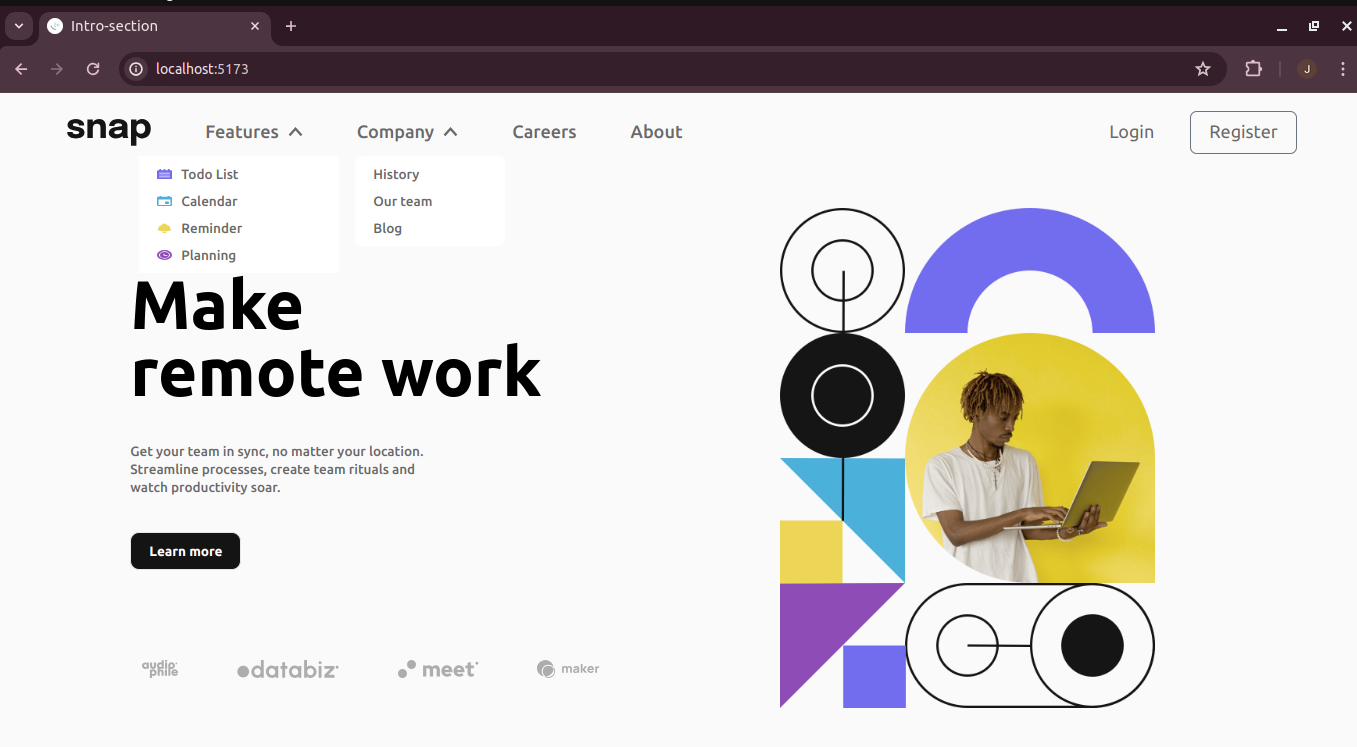 Intro-section
localhost:5173
J
snap
Features
Company
Careers
About
Login
Register
Todo List
Calendar
Reminder
Planning
History
Our team
Blog
Make
remote work
Get your team in sync, no matter your location.
Streamline processes, create team rituals and
watch productivity soar.
Learn more
audiophile
databiz
meet
maker